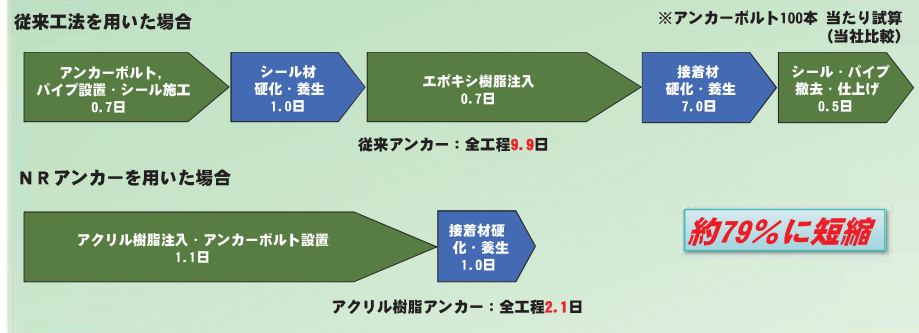 従来工法を用いた場合
※アンカーボルト100本 当たり試算
(当社比較)
アンカーボルト,
パイプ設置・シール施工
0.7日
シール材
硬化・養生
1.0日
エポキシ樹脂注入
0.7日
接着材
硬化・養生
7.0日
シール・パイプ
撤去・仕上げ
0.5日
従来アンカー：全工程9.9日
NRアンカーを用いた場合
アクリル樹脂注入・アンカーボルト設置
1.1日
接着材硬
化・養生
1.0日
約79%に短縮
アクリル樹脂アンカー：全工程2.1日